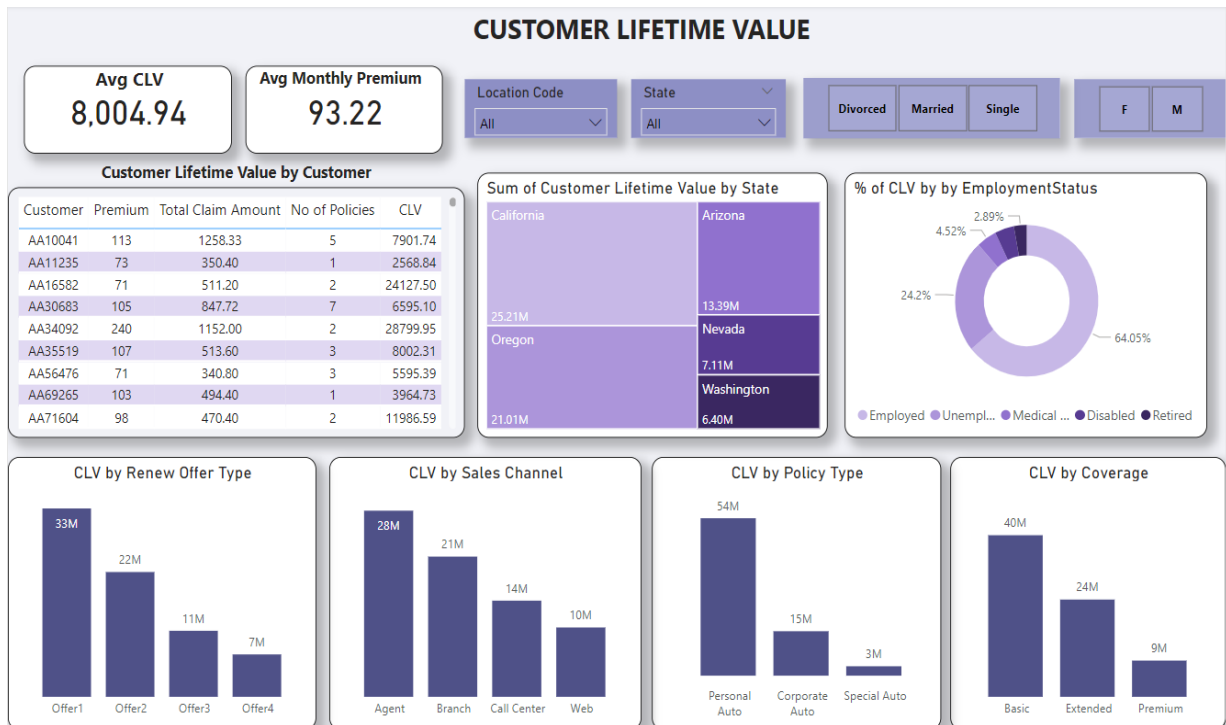 CUSTOMER LIFETIME VALUE
Avg CLV
8,004.94
Avg Monthly Premium
93.22
Location Code
All
State
All
Divorced Married Single
F M
Customer Lifetime Value by Customer
Customer Premium Total Claim Amount No of Policies CLV
AA10041 113 1258.33 5 7901.74
AA11235 73 350.40 1 2568.84
AA16582 71 511.20 2 24127.50
AA30683 105 847.72 7 6595.10
AA34092 240 1152.00 2 28799.95
AA35519 107 513.60 3 8002.31
AA56476 71 340.80 3 5595.39
AA69265 103 494.40 1 3964.73
AA71604 98 470.40 2 11986.59
Sum of Customer Lifetime Value by State
California
25.21M
Oregon
21.01M
Arizona
13.39M
Nevada
7.11M
Washington
6.40M
% of CLV by by EmploymentStatus
2.89%
4.52%
24.2%
64.05%
Employed Unempl... Medical ... Disabled Retired
CLV by Renew Offer Type
33M
22M
11M
7M
Offer1 Offer2 Offer3 Offer4
CLV by Sales Channel
28M
21M
14M
10M
Agent Branch Call Center Web
CLV by Policy Type
54M
15M
3M
Personal Auto
Corporate Auto
Special Auto
CLV by Coverage
40M
24M
9M
Basic Extended Premium